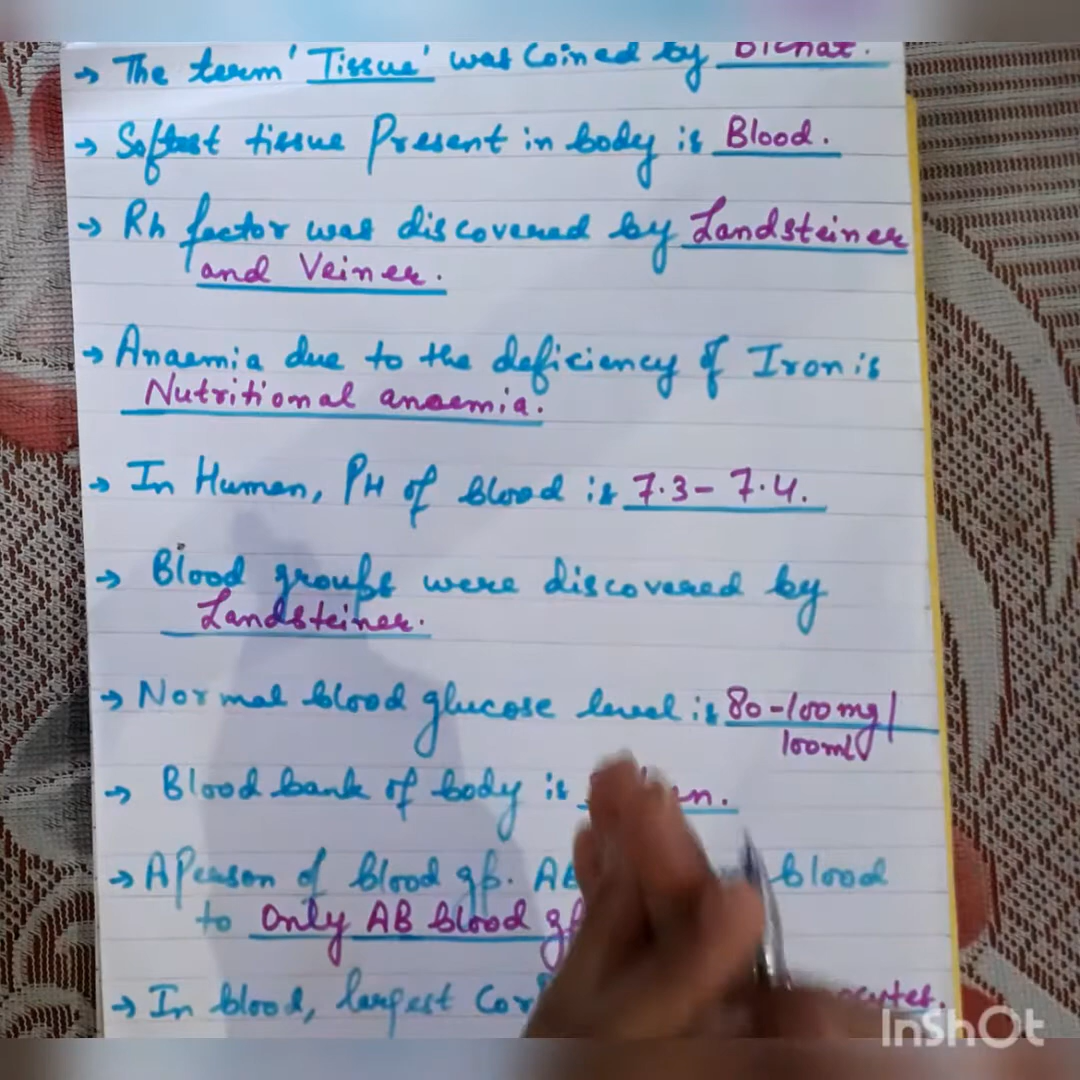 → The term 'Tissue' was coined by Bichat.
→ Softest tissue Present in body is Blood.
→ Rh factor was discovered by Landsteiner
and Veiner.
→ Anaemia due to the deficiency of Iron is
Nutritional anaemia.
→ In Human, PH of blood is 7.3 - 7.4.
→ Blood groups were discovered by
Landsteiner.
→ Normal blood glucose level is 80-100mg/
100ml
→ Blood bank of body is
→ A Person of blood gp. AB blood
to only AB blood
→ In blood, largest
InShOt